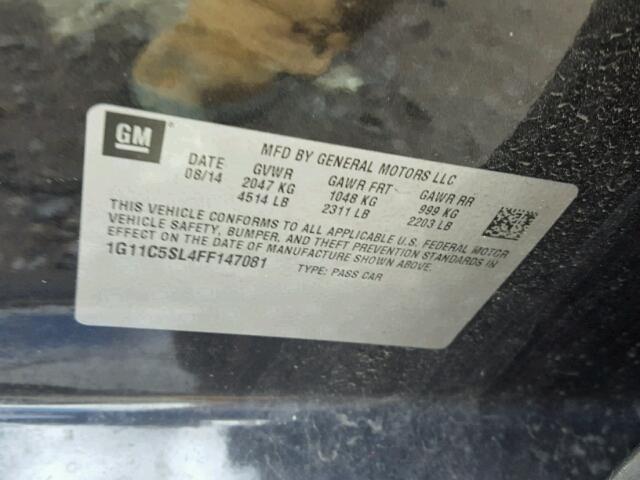 GM
MFD BY GENERAL MOTORS LLC
DATE GVWR GAWR FRT GAWR RR
08/14 2047 KG 1048 KG 999 KG
4514 LB 2311 LB 2203 LB
THIS VEHICLE CONFORMS TO ALL APPLICABLE U.S. FEDERAL MOTOR
VEHICLE SAFETY, BUMPER, AND THEFT PREVENTION STANDARDS IN
EFFECT ON THE DATE OF MANUFACTURE SHOWN ABOVE.
1G11C5SL4FF147081 TYPE: PASS CAR